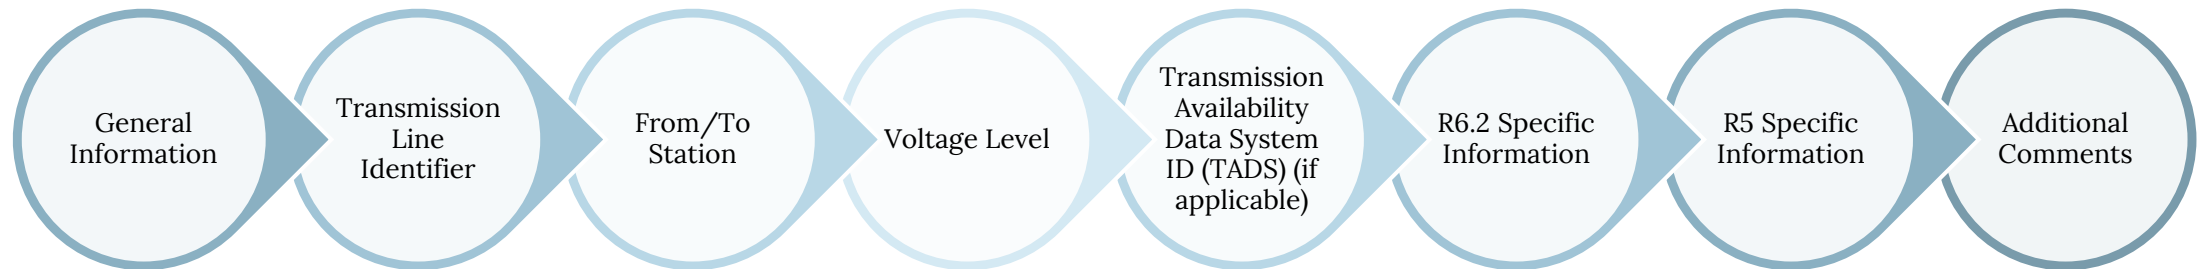 General
Information
Transmission
Line
Identifier
From/To
Station
Voltage Level
Transmission
Availability
Data System
ID (TADS) (if
applicable)
R6.2 Specific
Information
R5 Specific
Information
Additional
Comments